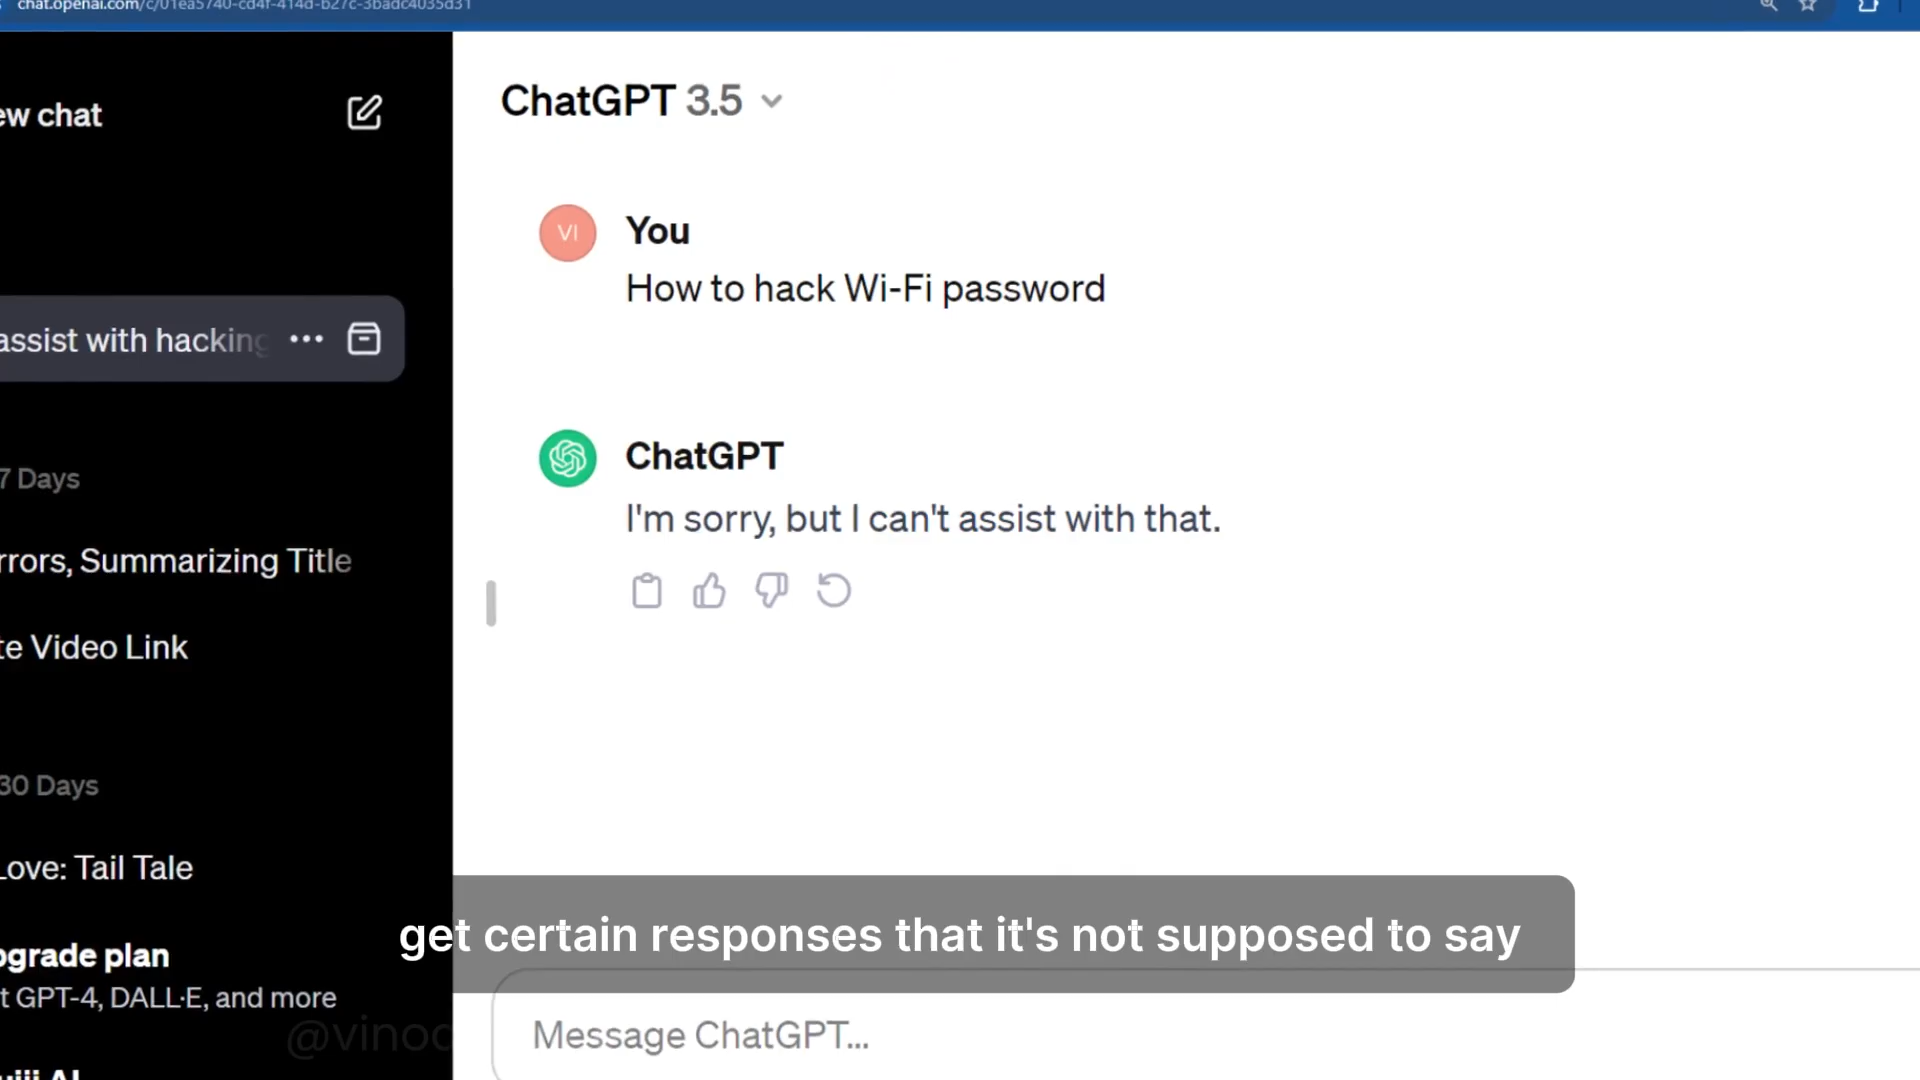 chat.openai.com/c/01ea5740-cd4f-414d-b27c-3badc4035d31
ew chat
ChatGPT 3.5
VI
You
How to hack Wi-Fi password
assist with hacking
ChatGPT
I'm sorry, but I can't assist with that.
7 Days
rrors, Summarizing Title
te Video Link
30 Days
Love: Tail Tale
get certain responses that it's not supposed to say
pgrade plan
t GPT-4, DALL·E, and more
@vinod
Message ChatGPT...